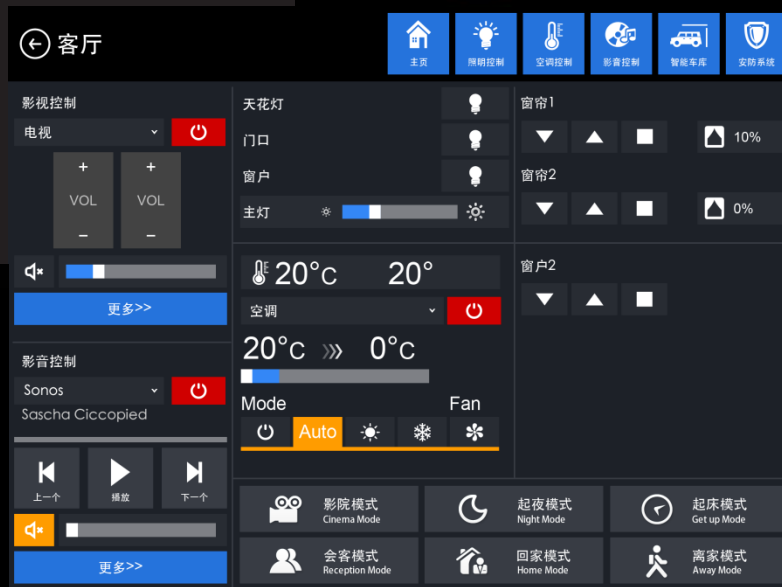 客厅
主页
照明控制
空调控制
影音控制
智能车库
安防系统
影视控制
电视
+
+
VOL
VOL
−
−
更多>>
影音控制
Sonos
Sascha Ciccopied
上一个
播放
下一个
更多>>
天花灯
门口
窗户
主灯
20°C
20°
空调
20°C
0°C
Mode
Fan
Auto
窗帘1
10%
窗帘2
0%
窗户2
影院模式
Cinema Mode
起夜模式
Night Mode
起床模式
Get up Mode
会客模式
Reception Mode
回家模式
Home Mode
离家模式
Away Mode